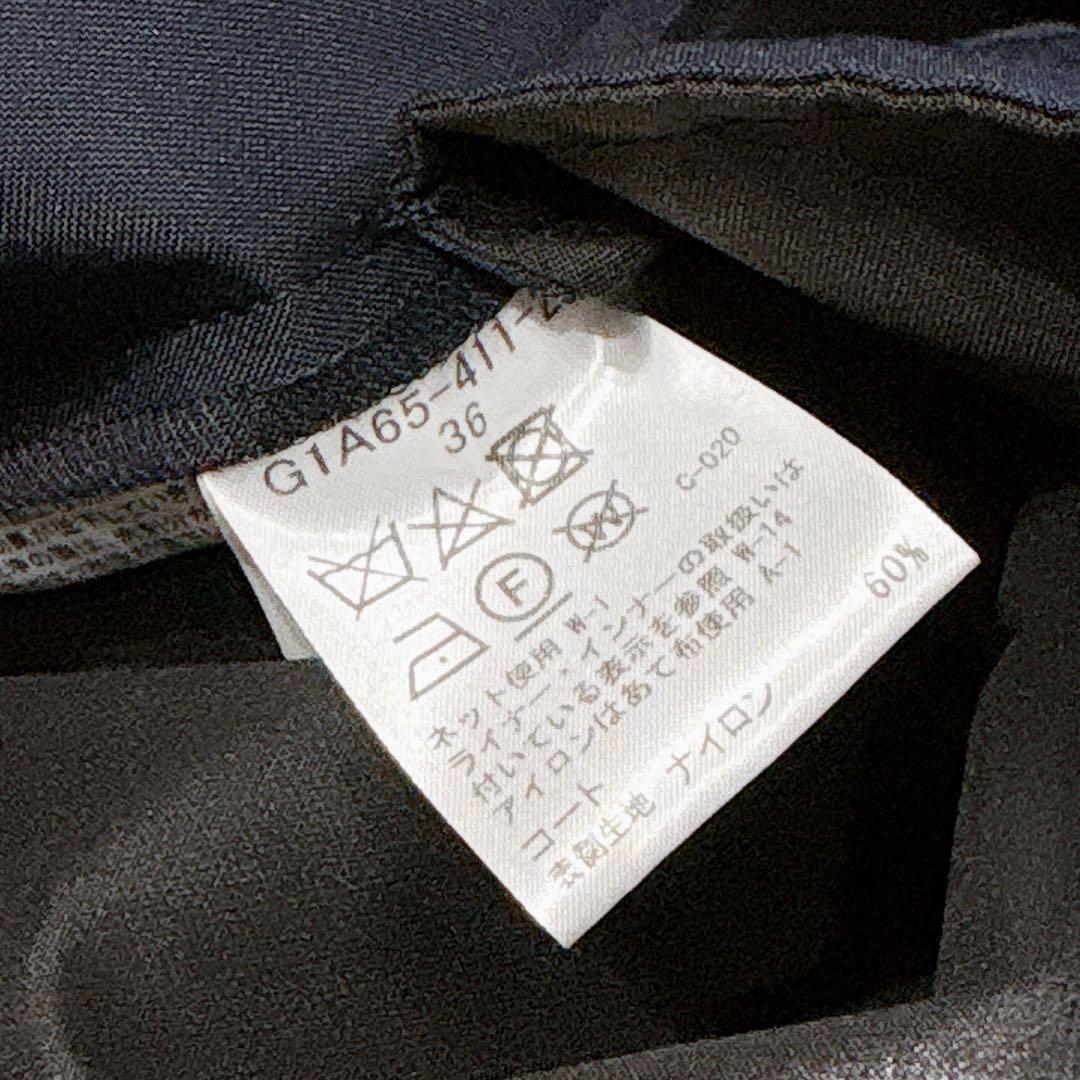 G1A65-411-2
36
F
W
C-020
ネット使用 W-1
ライナー・インナーの取扱いは
付いている表示を参照 W-14
アイロンはあて布使用 A-1
コート
表側生地 ナイロン 60%